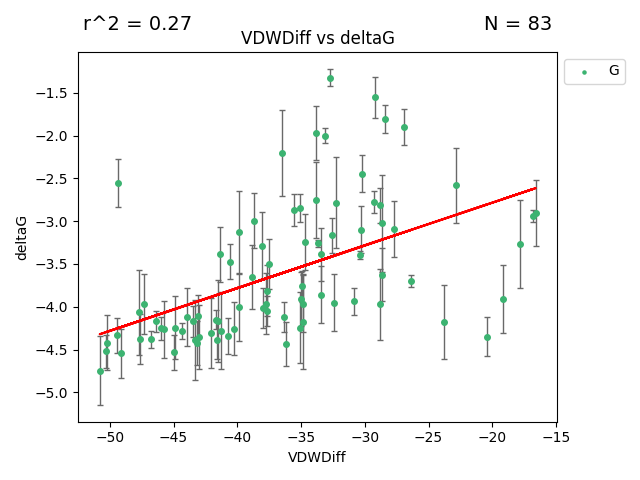 r^2 = 0.27
N = 83
VDWDiff vs deltaG
G
deltaG
−1.5
−2.0
−2.5
−3.0
−3.5
−4.0
−4.5
−5.0
−50 −45 −40 −35 −30 −25 −20 −15
VDWDiff